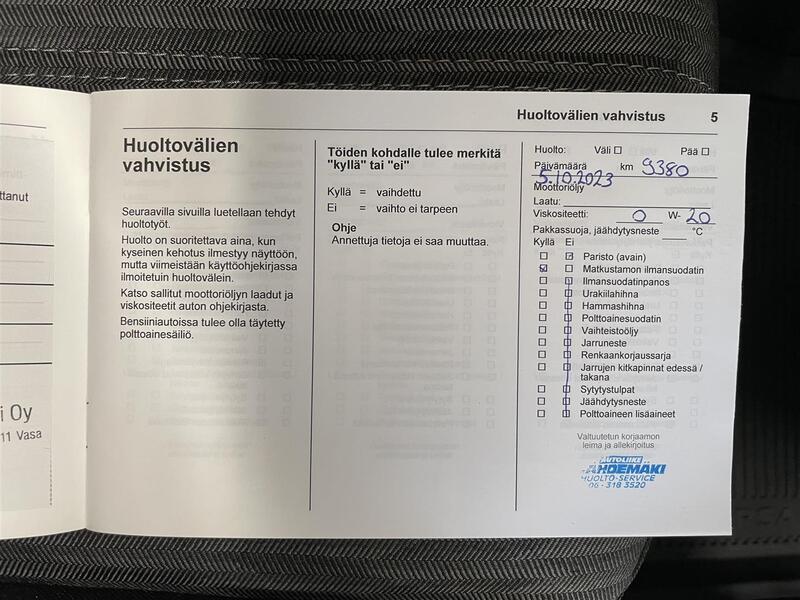 Huoltovälien vahvistus 5
ttanut
i Oy
11 Vasa
Huoltovälien
vahvistus
Seuraavilla sivuilla luetellaan tehdyt
huoltotyöt.
Huolto on suoritettava aina, kun
kyseinen kehotus ilmestyy näyttöön,
mutta viimeistään käyttöohjekirjassa
ilmoitetuin huoltovälein.
Katso sallitut moottoriöljyn laadut ja
viskositeetit auton ohjekirjasta.
Bensiiniautoissa tulee olla täytetty
polttoainesäiliö.
Töiden kohdalle tulee merkitä
"kyllä" tai "ei"
Kyllä = vaihdettu
Ei = vaihto ei tarpeen
Ohje
Annettuja tietoja ei saa muuttaa.
Huolto: Väli ☐ Pää ☐
Päivämäärä km 9380
5.10.2023
Moottoriöljy
Laatu:
Viskositeetti: 0 W- 20
Pakkassuoja, jäähdytysneste °C
Kyllä Ei
Paristo (avain)
Matkustamon ilmansuodatin
Ilmansuodatinpanos
Urakiilahihna
Hammashihna
Polttoainesuodatin
Vaihteistoöljy
Jarruneste
Renkaankorjaussarja
Jarrujen kitkapinnat edessä /
takana
Sytytystulpat
Jäähdytysneste
Polttoaineen lisäaineet
Valtuutetun korjaamon
leima ja allekirjoitus
AUTOLIIKE
HUOLTO-SERVICE
06 - 318 3520